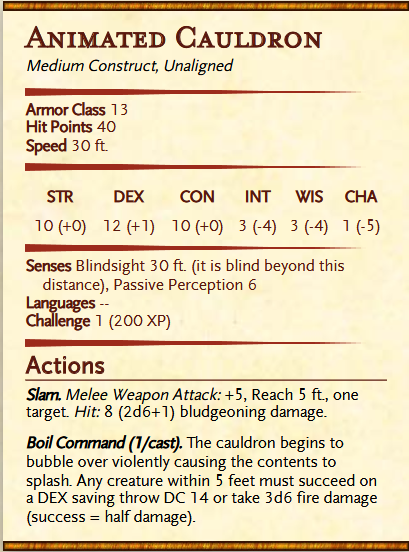 Animated Cauldron
Medium Construct, Unaligned
Armor Class 13
Hit Points 40
Speed 30 ft.
STR DEX CON INT WIS CHA
10 (+0) 12 (+1) 10 (+0) 3 (-4) 3 (-4) 1 (-5)
Senses Blindsight 30 ft. (it is blind beyond this
distance), Passive Perception 6
Languages --
Challenge 1 (200 XP)
Actions
Slam. Melee Weapon Attack: +5, Reach 5 ft., one
target. Hit: 8 (2d6+1) bludgeoning damage.
Boil Command (1/cast). The cauldron begins to
bubble over violently causing the contents to
splash. Any creature within 5 feet must succeed on
a DEX saving throw DC 14 or take 3d6 fire damage
(success = half damage).